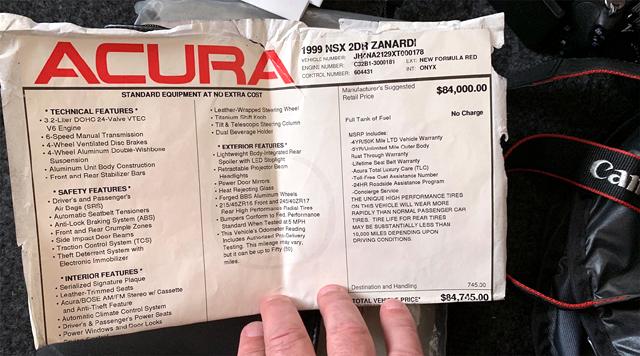 ACURA
1999 NSX 2DR ZANARDI
VEHICLE NUMBER: JH4NA2129XT000178
ENGINE NUMBER: C32B1-3000181 EXT: NEW FORMULA RED
CONTROL NUMBER: 604431 INT: ONYX
STANDARD EQUIPMENT AT NO EXTRA COST
* TECHNICAL FEATURES *
• 3.2-Liter DOHC 24-Valve VTEC
V6 Engine
• 6-Speed Manual Transmission
• 4-Wheel Ventilated Disc Brakes
• 4-Wheel Aluminum Double-Wishbone
Suspension
• Aluminum Unit Body Construction
• Front and Rear Stabilizer Bars
* SAFETY FEATURES *
• Driver's and Passenger's
Air Bags (SRS)
• Automatic Seatbelt Tensioners
• Anti-Lock Braking System (ABS)
• Front and Rear Crumple Zones
• Side Impact Door Beams
• Traction Control System (TCS)
• Theft Deterrent System with
Electronic Immobilizer
* INTERIOR FEATURES *
• Serialized Signature Plaque
• Leather-Trimmed Seats
• Acura/BOSE AM/FM Stereo w/ Cassette
and Anti-Theft Feature
• Automatic Climate Control System
• Driver's & Passenger's Power Seats
• Power Windows and Door Locks
• Leather-Wrapped Steering Wheel
• Titanium Shift Knob
• Tilt & Telescopic Steering Column
• Dual Beverage Holder
* EXTERIOR FEATURES *
• Lightweight Body-Integrated Rear
Spoiler with LED Stoplight
• Retractable Projector Beam
Headlights
• Power Door Mirrors
• Heat Rejecting Glass
• Forged BBS Aluminum Wheels
• 215/45ZR16 Front 245/40ZR17
Rear High Performance Radial Tires
• Bumpers Conform to Fed. Performance
Standard When Tested at 5 MPH
• This Vehicle's Odometer Reading
Includes Authorized Pre-Delivery
Testing. This mileage may vary,
but it can be up to Fifty (50)
miles.
Manufacturer's Suggested
Retail Price $84,000.00
Full Tank of Fuel No Charge
MSRP Includes:
-4YR/50K Mile LTD Vehicle Warranty
-5YR/Unlimited Mile Outer Body
Rust Through Warranty
-Lifetime Seat Belt Warranty
-Acura Total Luxury Care (TLC)
-Toll-Free Fuel Assistance Number
-24HR Roadside Assistance Program
-Concierge Service
THE UNIQUE HIGH PERFORMANCE TIRES
ON THIS VEHICLE WILL WEAR MORE
RAPIDLY THAN NORMAL PASSENGER CAR
TIRES. TIRE LIFE FOR REAR TIRES
MAY BE SUBSTANTIALLY LESS THAN
10,000 MILES DEPENDING UPON
DRIVING CONDITIONS.
Destination and Handling 745.00
TOTAL VEHICLE PRICE* $84,745.00
Can